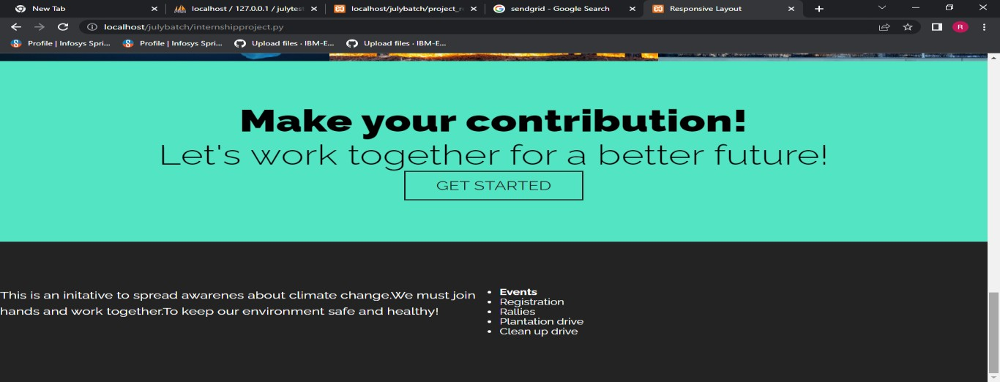 New Tab
localhost / 127.0.0.1 / julytest
localhost/julybatch/project_
sendgrid - Google Search
Responsive Layout
localhost/julybatch/internshipproject.py
R
Profile | Infosys Spri...
Profile | Infosys Spri...
Upload files · IBM-E...
Upload files · IBM-E...
Make your contribution!
Let's work together for a better future!
GET STARTED
This is an initative to spread awarenes about climate change.We must join
hands and work together.To keep our environment safe and healthy!
• Events
• Registration
• Rallies
• Plantation drive
• Clean up drive